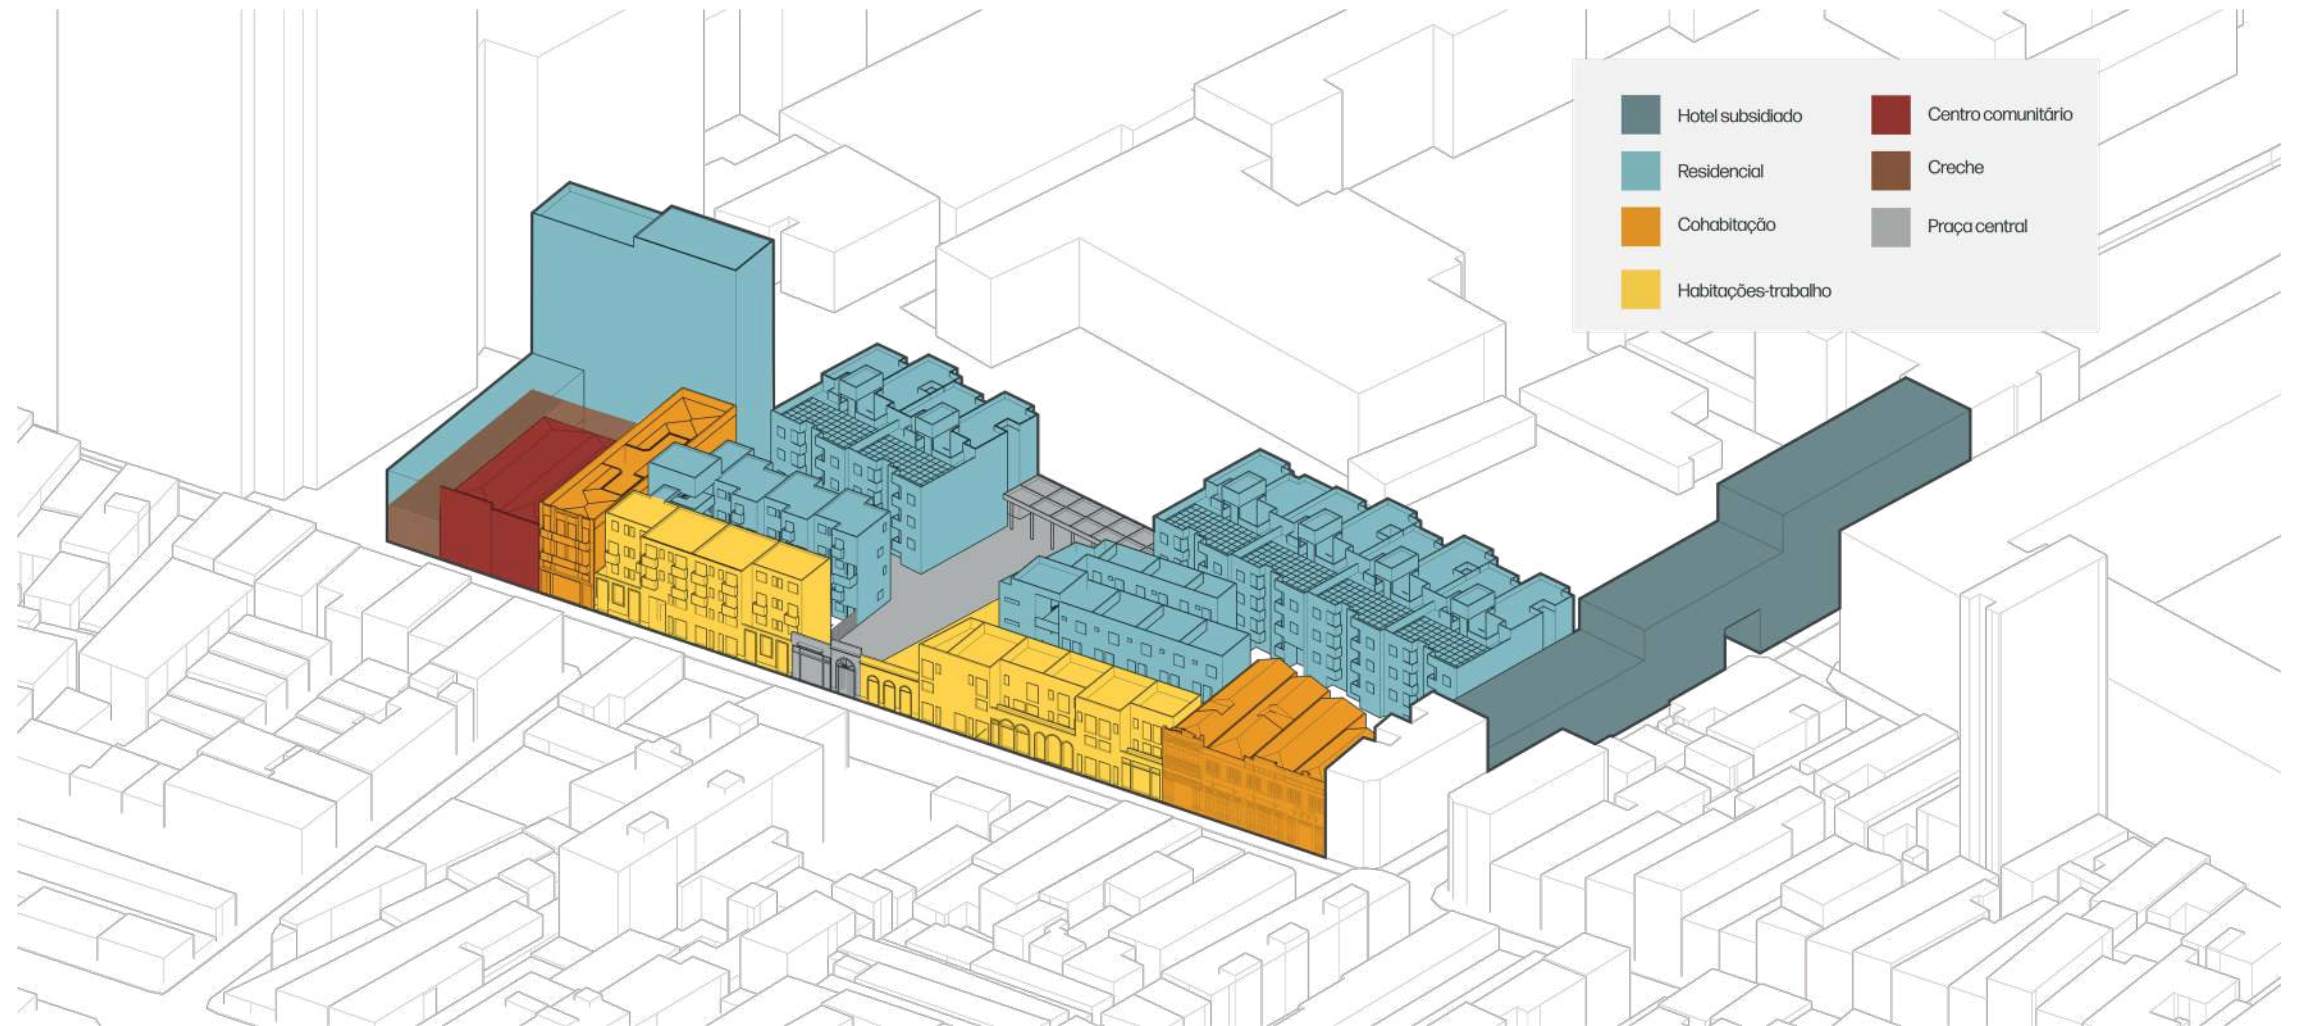 Hotel subsidiado
Residencial
Cohabitação
Habitações-trabalho
Centro comunitário
Creche
Praça central